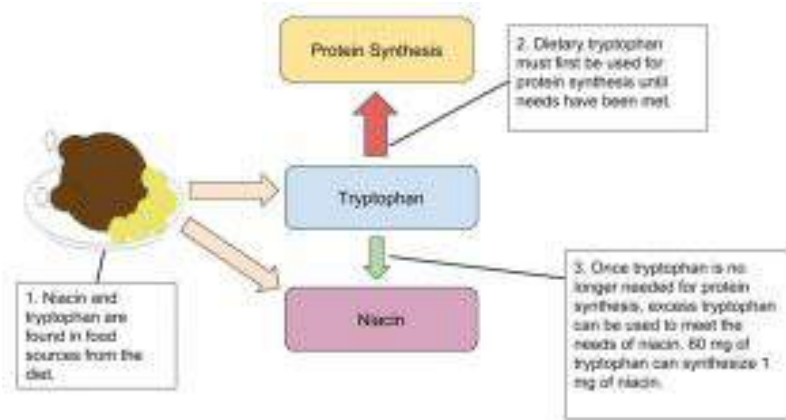 Protein Synthesis
2. Dietary tryptophan
must first be used for
protein synthesis until
needs have been met.
Tryptophan
1. Niacin and
tryptophan are
found in food
sources from the
diet.
Niacin
3. Once tryptophan is no
longer needed for protein
synthesis, excess tryptophan
can be used to meet the
needs of niacin. 60 mg of
tryptophan can synthesize 1
mg of niacin.